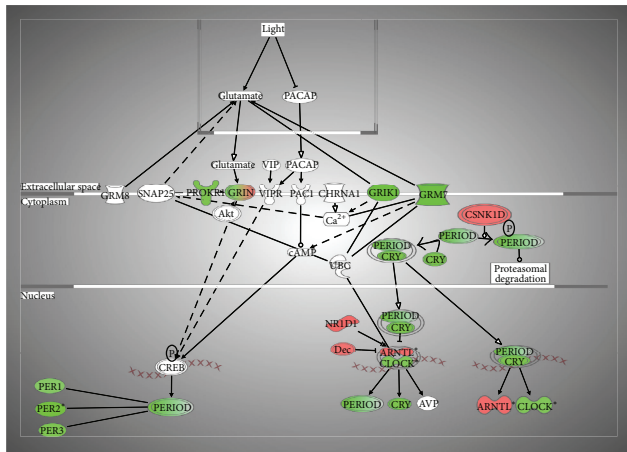 Light
Glutamate
PACAP
Glutamate
VIP
PACAP
Extracellular space
Cytoplasm
GRM8
SNAP25
PROKR1
GRIN
VIPR
PAC1
CHRNA1
GRIK1
GRM7
Akt
Ca2+
CSNK1D
P
PERIOD
PERIOD
CRY
PERIOD
CRY
cAMP
UBC
Proteasomal
degradation
Nucleus
PERIOD
CRY
NR1D1
Dec
ARNTL*
CLOCK*
PERIOD
CRY
P
CREB
PER1
PER2*
PER3
PERIOD
PERIOD
CRY
AVP
ARNTL*
CLOCK*